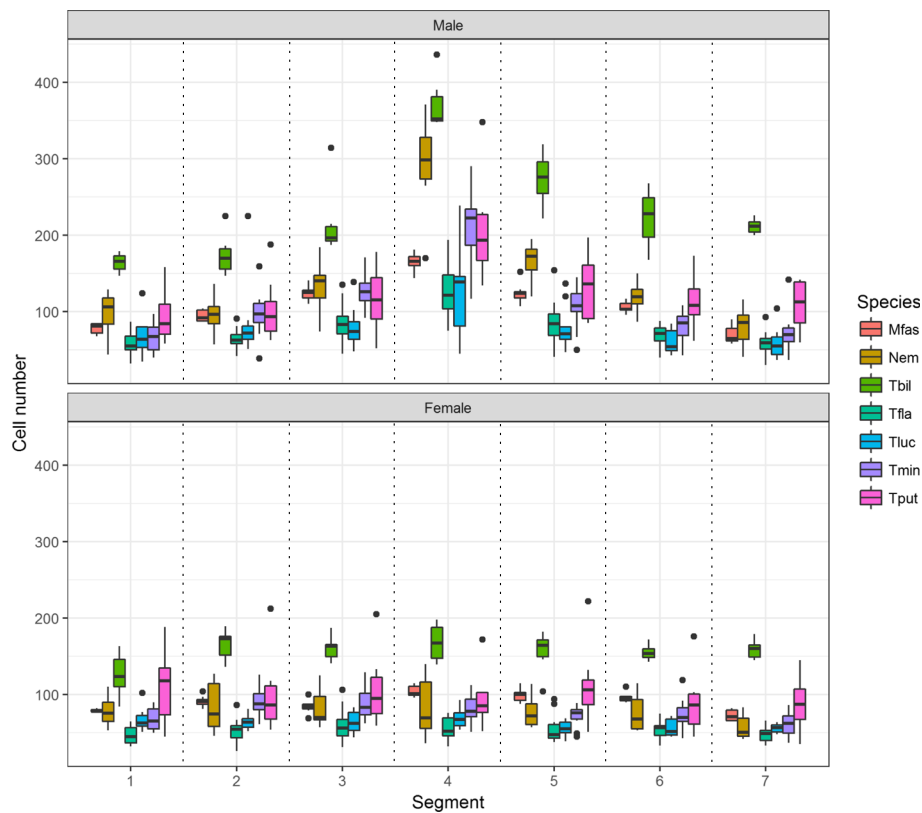 Male
400
300
200
100
Cell number
Female
400
300
200
100
1 2 3 4 5 6 7
Segment
Species
Mfas
Nem
Tbil
Tfla
Tluc
Tmin
Tput